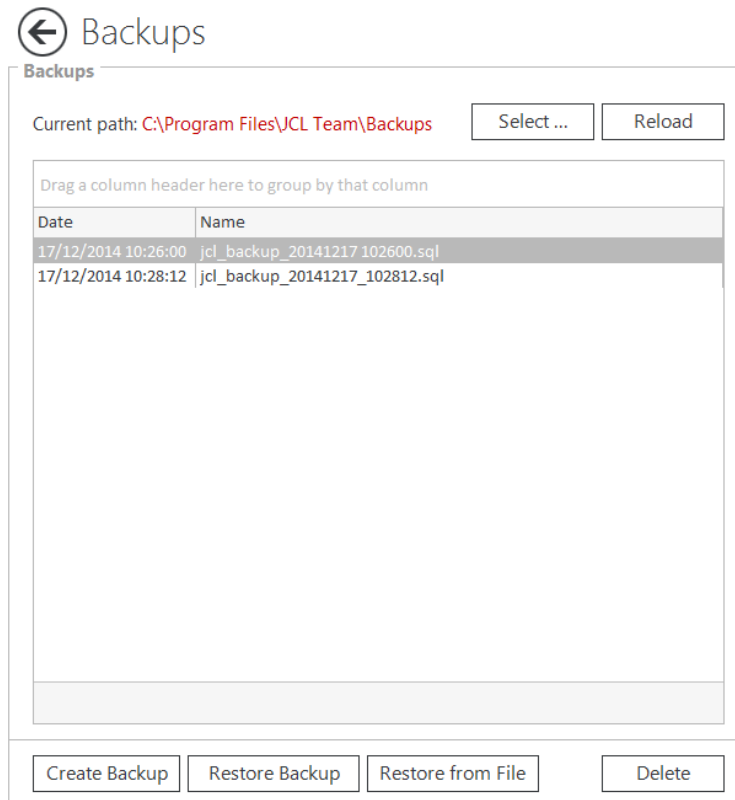 Backups
Backups
Current path: C:\Program Files\JCL Team\Backups Select ... Reload
Drag a column header here to group by that column
Date Name
17/12/2014 10:26:00 jcl_backup_20141217 102600.sql
17/12/2014 10:28:12 jcl_backup_20141217_102812.sql
Create Backup Restore Backup Restore from File Delete